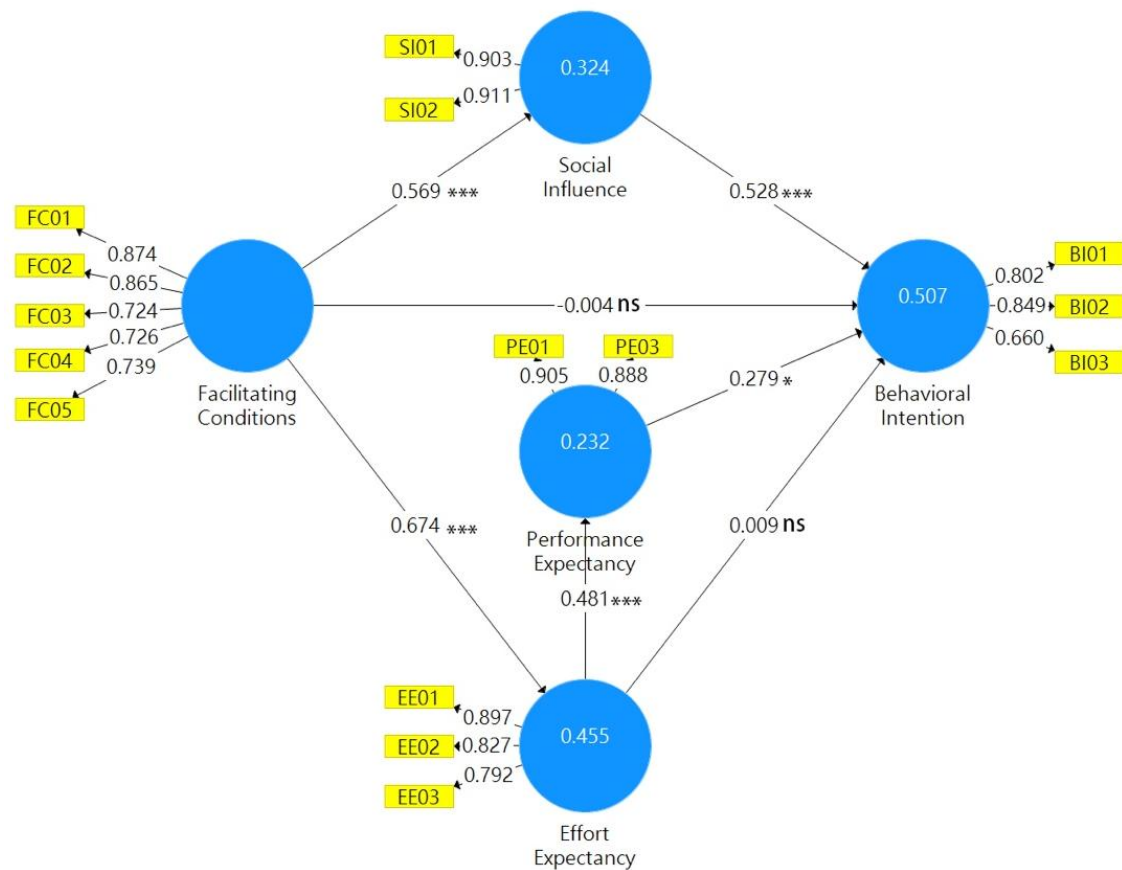 SI01
0.903
SI02
0.911
0.324
Social
Influence
0.569 ***
0.528 ***
FC01
0.874
FC02
0.865
FC03
0.724
FC04
0.726
FC05
0.739
Facilitating
Conditions
-0.004 ns
PE01
0.905
PE03
0.888
0.232
Performance
Expectancy
0.279 *
0.507
Behavioral
Intention
BI01
0.802
BI02
0.849
BI03
0.660
0.674 ***
0.009 ns
0.481 ***
EE01
0.897
EE02
0.827
EE03
0.792
0.455
Effort
Expectancy